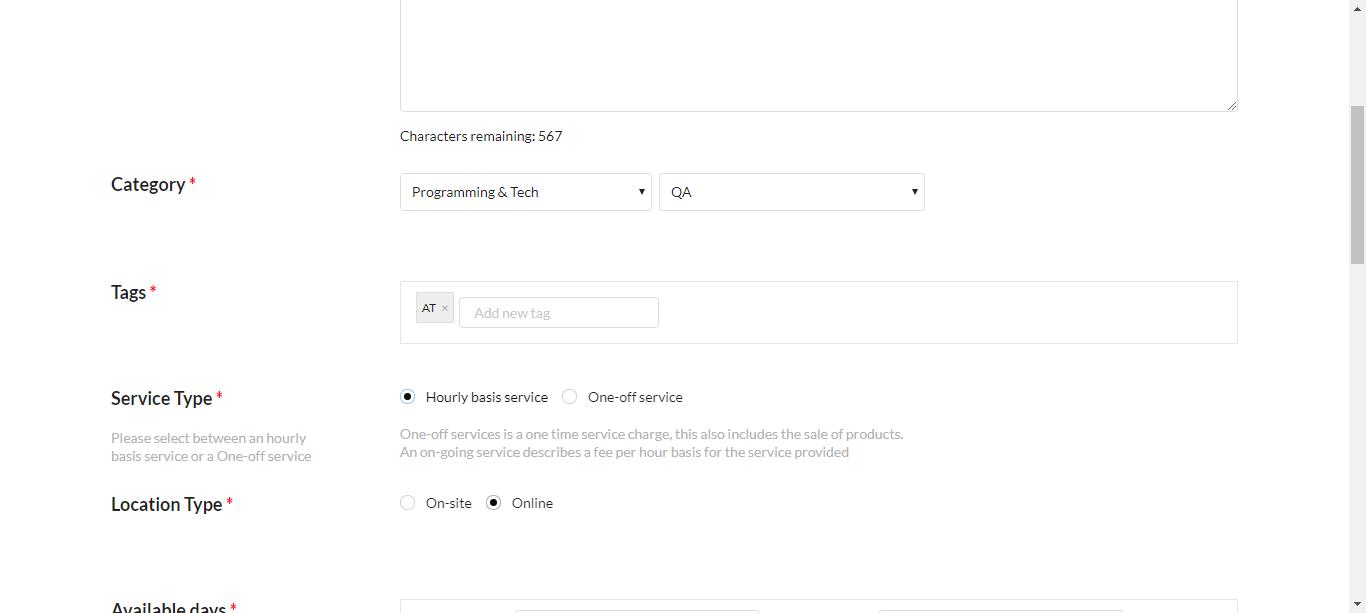 Characters remaining: 567
Category *
Programming & Tech
QA
Tags *
AT ×
Add new tag
Service Type *
Hourly basis service
One-off service
Please select between an hourly
basis service or a One-off service
One-off services is a one time service charge, this also includes the sale of products.
An on-going service describes a fee per hour basis for the service provided
Location Type *
On-site
Online
Available days *